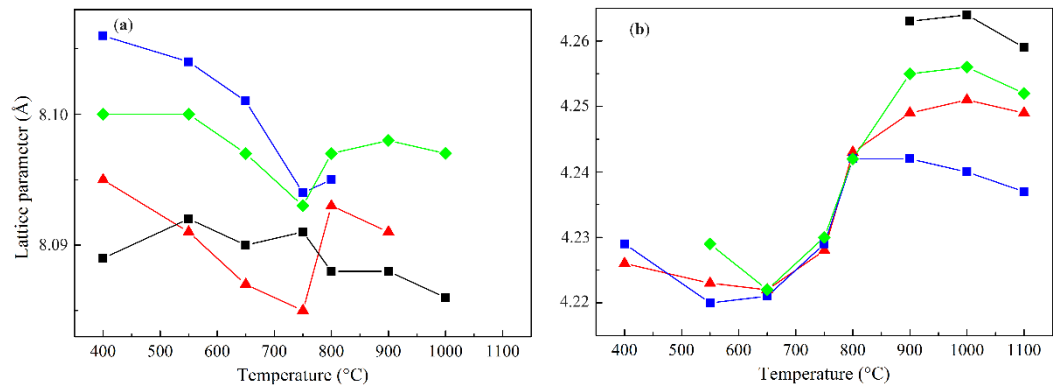 (a)
8.10
8.09
Lattice parameter (Å)
400 500 600 700 800 900 1000 1100
Temperature (°C)
(b)
4.26
4.25
4.24
4.23
4.22
400 500 600 700 800 900 1000 1100
Temperature (°C)